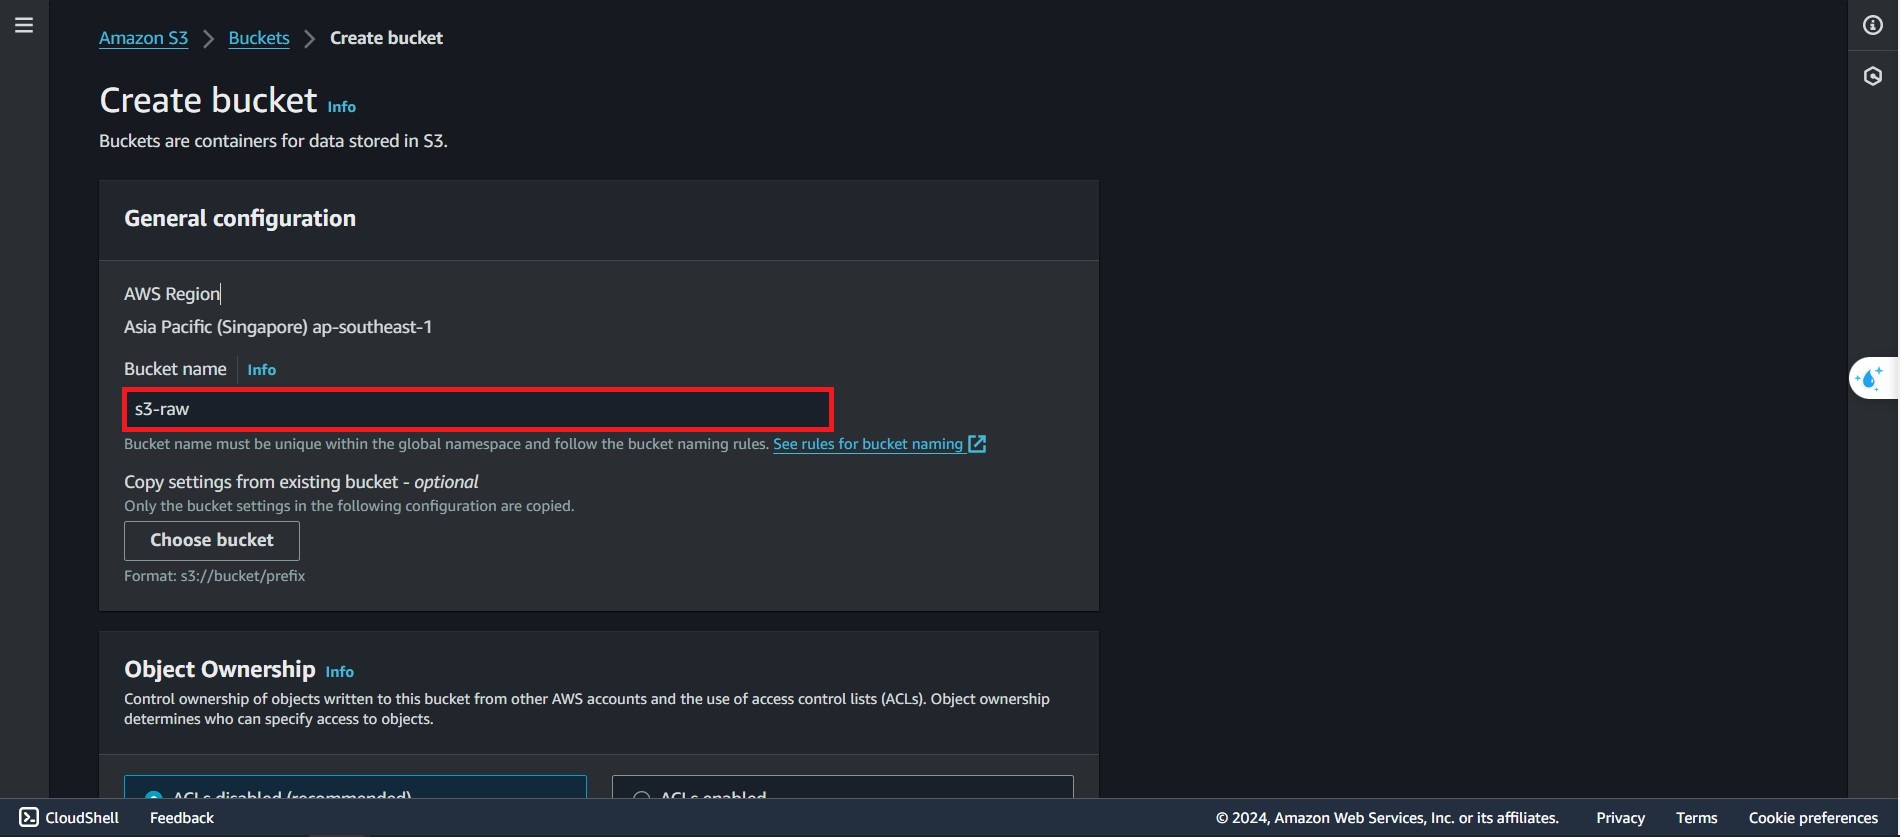 Amazon S3 > Buckets > Create bucket
Create bucket Info
Buckets are containers for data stored in S3.
General configuration
AWS Region
Asia Pacific (Singapore) ap-southeast-1
Bucket name Info
s3-raw
Bucket name must be unique within the global namespace and follow the bucket naming rules. See rules for bucket naming
Copy settings from existing bucket - optional
Only the bucket settings in the following configuration are copied.
Choose bucket
Format: s3://bucket/prefix
Object Ownership Info
Control ownership of objects written to this bucket from other AWS accounts and the use of access control lists (ACLs). Object ownership
determines who can specify access to objects.
ACLs disabled (recommended) ACLs enabled
CloudShell Feedback © 2024, Amazon Web Services, Inc. or its affiliates. Privacy Terms Cookie preferences